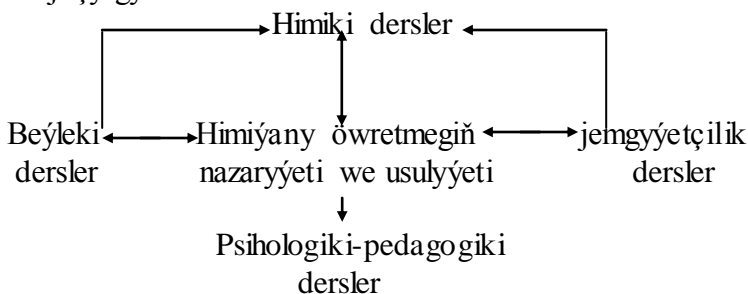 Himiki dersler
Beýleki Himiýany öwretmegiň jemgyýetçilik
dersler nazaryýeti we usulyýeti dersler
Psihologiki-pedagogiki
dersler